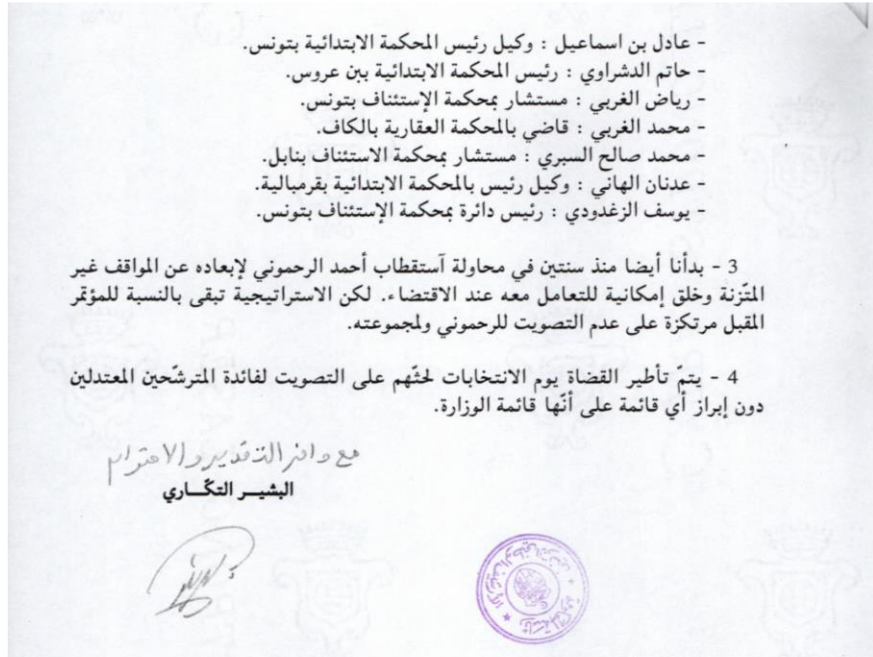 - عادل بن اسماعيل : وكيل رئيس المحكمة الابتدائية بتونس.
- حاتم الدشراوي : رئيس المحكمة الابتدائية ببن عروس.
- رياض الغربي : مستشار بمحكمة الإستئناف بتونس.
- محمد الغربي : قاضي بالمحكمة العقارية بالكاف.
- محمد صالح السبري : مستشار بمحكمة الاستئناف بنابل.
- عدنان الهاني : وكيل رئيس بالمحكمة الابتدائية بقرمبالية.
- يوسف الزغدودي : رئيس دائرة بمحكمة الإستئناف بتونس.
3 - بدأنا أيضا منذ سنتين في محاولة آستقطاب أحمد الرحموني لإبعاده عن المواقف غير
المتّزنة وخلق إمكانية للتعامل معه عند الاقتضاء. لكن الاستراتيجية تبقى بالنسبة للمؤتمر
المقبل مرتكزة على عدم التصويت للرحموني ولمجموعته.
4 - يتمّ تأطير القضاة يوم الانتخابات لحثّهم على التصويت لفائدة المترشّحين المعتدلين
دون إبراز أي قائمة على أنّها قائمة الوزارة.
مع وافر التقدير والاحترام
البشيــر التكّــاري